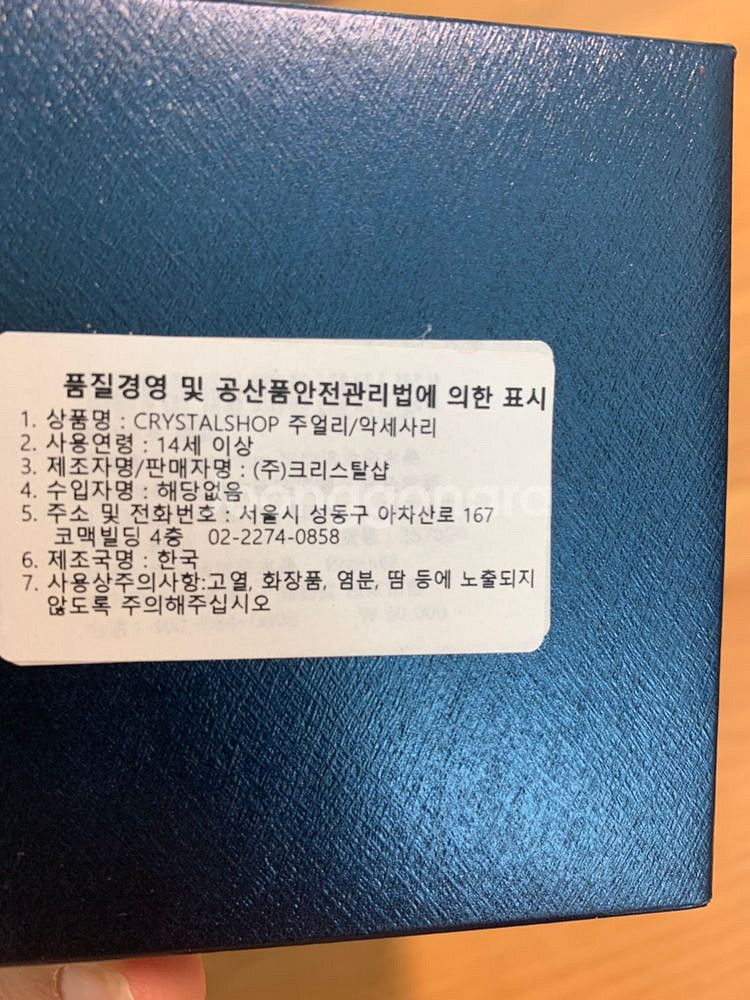 품질경영 및 공산품안전관리법에 의한 표시
1. 상품명 : CRYSTALSHOP 주얼리/악세사리
2. 사용연령 : 14세 이상
3. 제조자명/판매자명 : (주)크리스탈샵
4. 수입자명 : 해당없음
5. 주소 및 전화번호 : 서울시 성동구 아차산로 167
코맥빌딩 4층 02-2274-0858
6. 제조국명 : 한국
7. 사용상주의사항:고열, 화장품, 염분, 땀 등에 노출되지
않도록 주의해주십시오